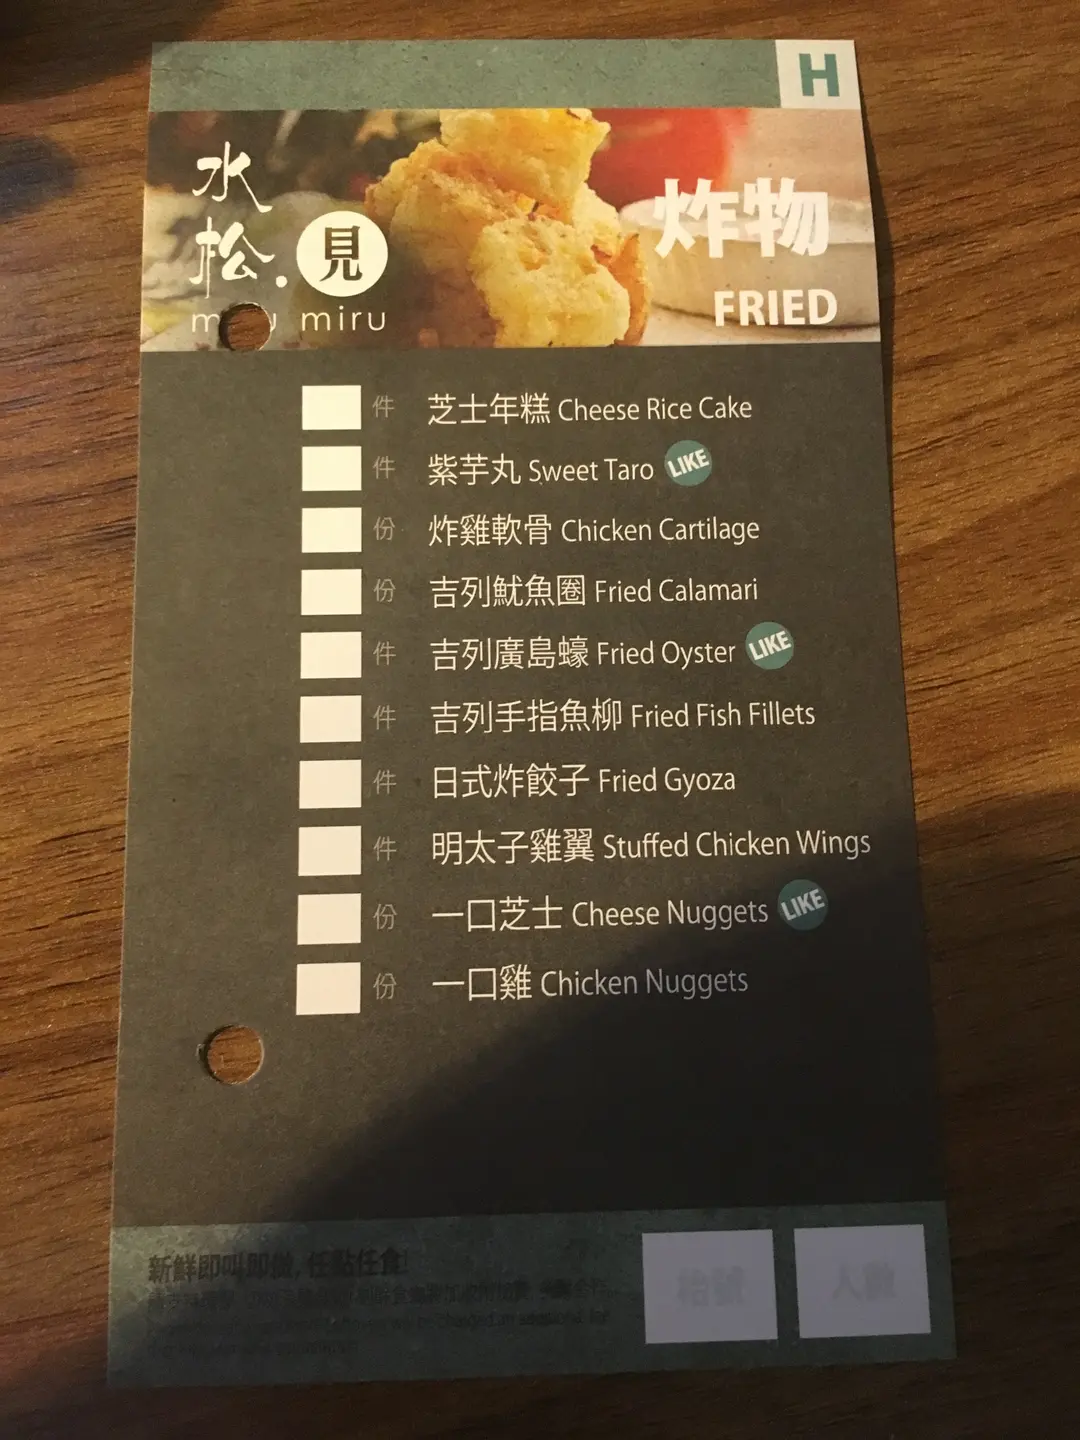 H
水松.見
miru
炸物
FRIED
件 芝士年糕 Cheese Rice Cake
件 紫芋丸 Sweet Taro LIKE
份 炸雞軟骨 Chicken Cartilage
份 吉列魷魚圈 Fried Calamari
件 吉列廣島蠔 Fried Oyster LIKE
件 吉列手指魚柳 Fried Fish Fillets
件 日式炸餃子 Fried Gyoza
件 明太子雞翼 Stuffed Chicken Wings
份 一口芝士 Cheese Nuggets LIKE
份 一口雞 Chicken Nuggets
新鮮即叫即做, 任點任食!
枱號
人數